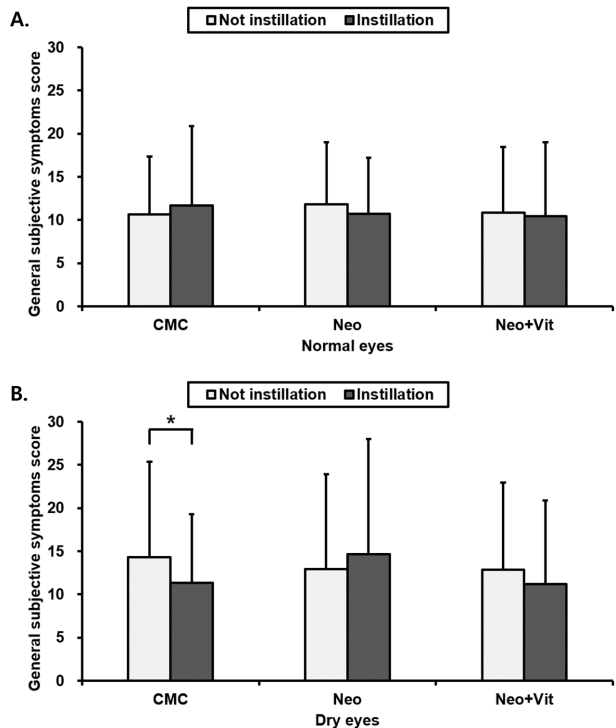 A.
Not instillation Instillation
General subjective symptoms score
30
25
20
15
10
5
0
CMC Neo Neo+Vit
Normal eyes
B.
Not instillation Instillation
General subjective symptoms score
30
25
20
15
10
5
0
*
CMC Neo Neo+Vit
Dry eyes